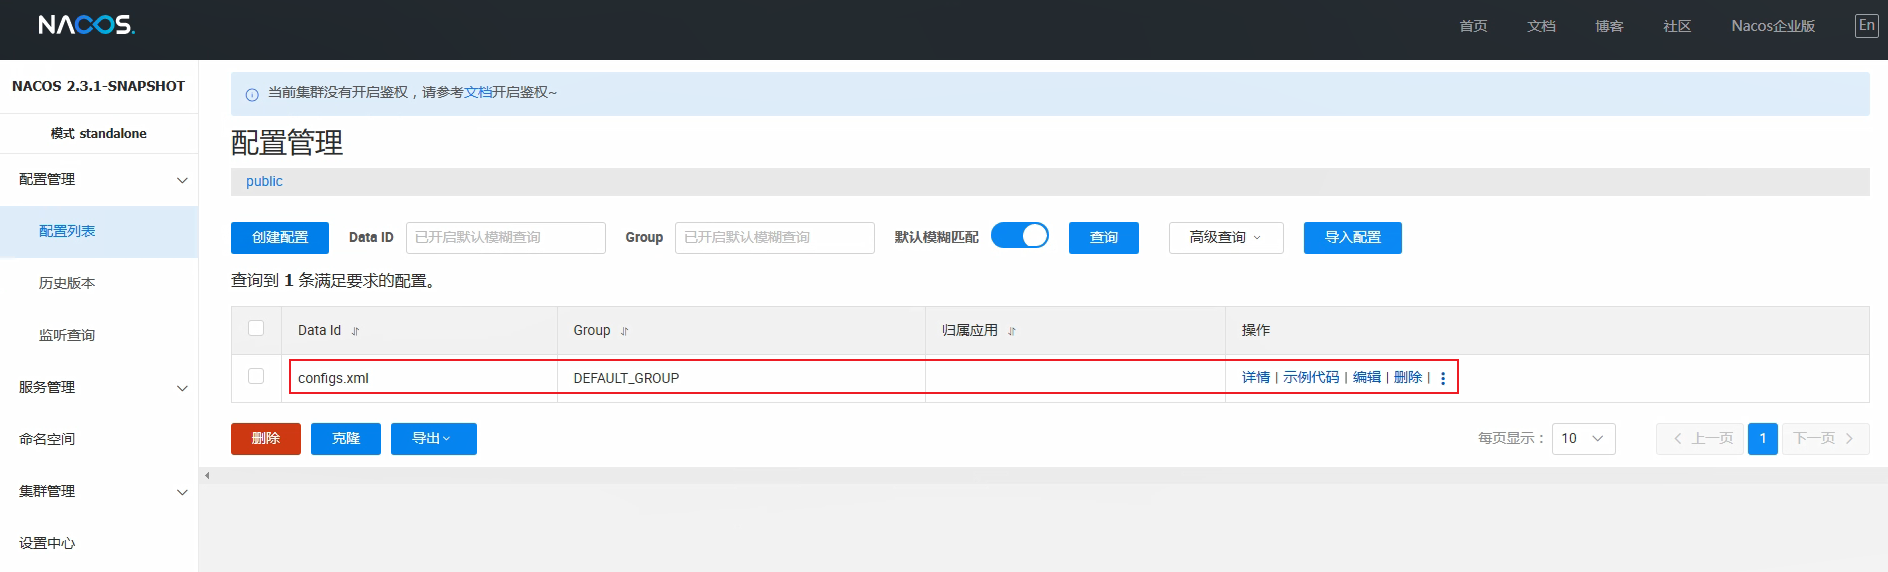 NACOS.
首页 文档 博客 社区 Nacos企业版 En
NACOS 2.3.1-SNAPSHOT
模式 standalone
配置管理
配置列表
历史版本
监听查询
服务管理
命名空间
集群管理
设置中心
当前集群没有开启鉴权，请参考文档开启鉴权~
配置管理
public
创建配置 Data ID 已开启默认模糊查询 Group 已开启默认模糊查询 默认模糊匹配 查询 高级查询 导入配置
查询到 1 条满足要求的配置。
Data Id Group 归属应用 操作
configs.xml DEFAULT_GROUP 详情 | 示例代码 | 编辑 | 删除 |
删除 克隆 导出 每页显示： 10 上一页 1 下一页